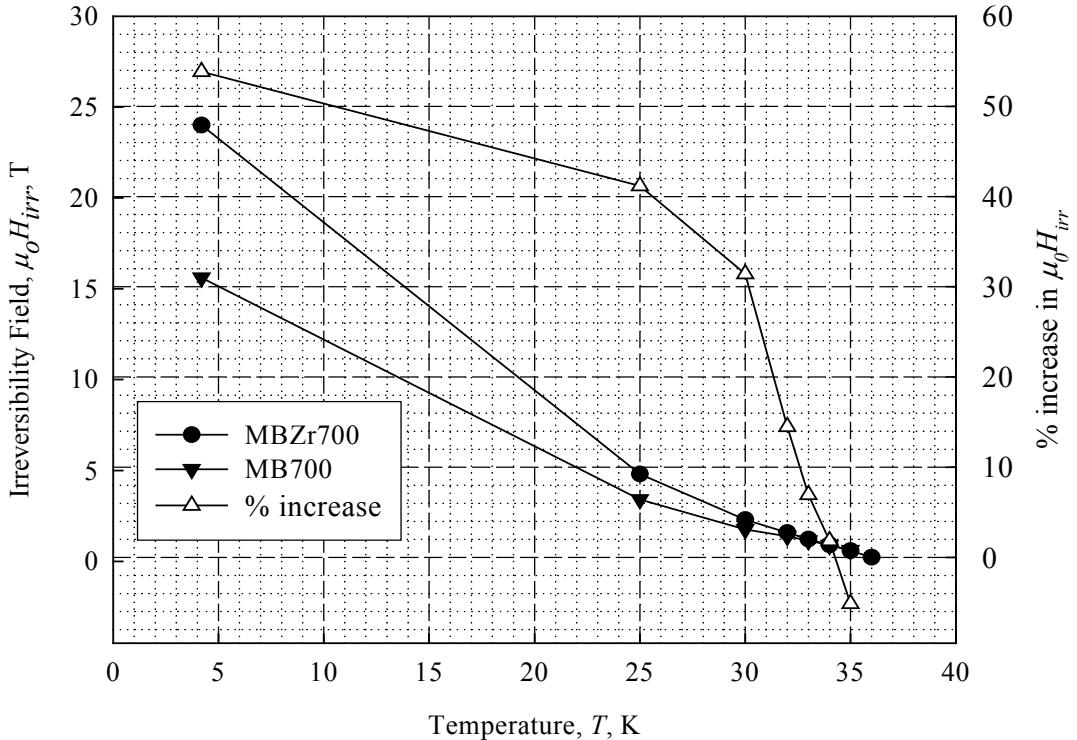 30
25
20
15
10
5
0
Irreversibility Field, μ₀Hᵢᵣᵣ, T
60
50
40
30
20
10
0
% increase in μ₀Hᵢᵣᵣ
MBZr700
MB700
% increase
0 5 10 15 20 25 30 35 40
Temperature, T, K